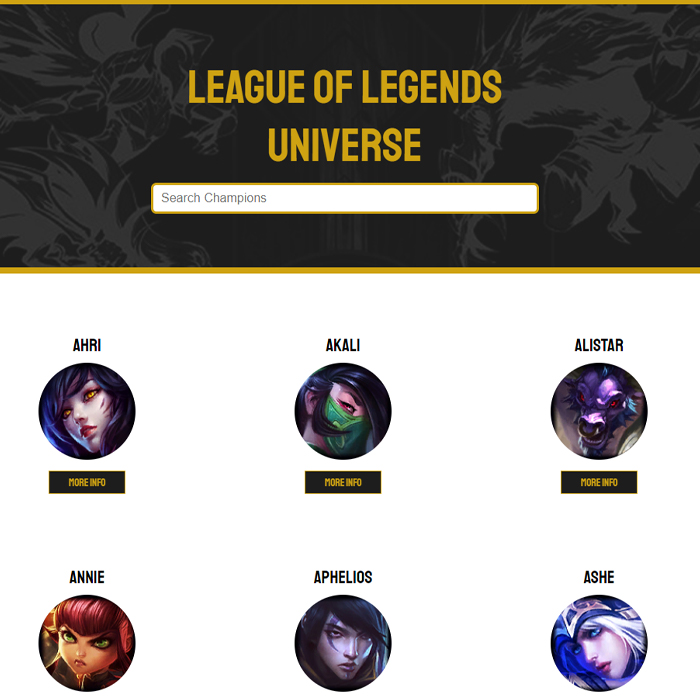 LEAGUE OF LEGENDS
UNIVERSE
Search Champions
AHRI
AKALI
ALISTAR
MORE INFO
MORE INFO
MORE INFO
ANNIE
APHELIOS
ASHE